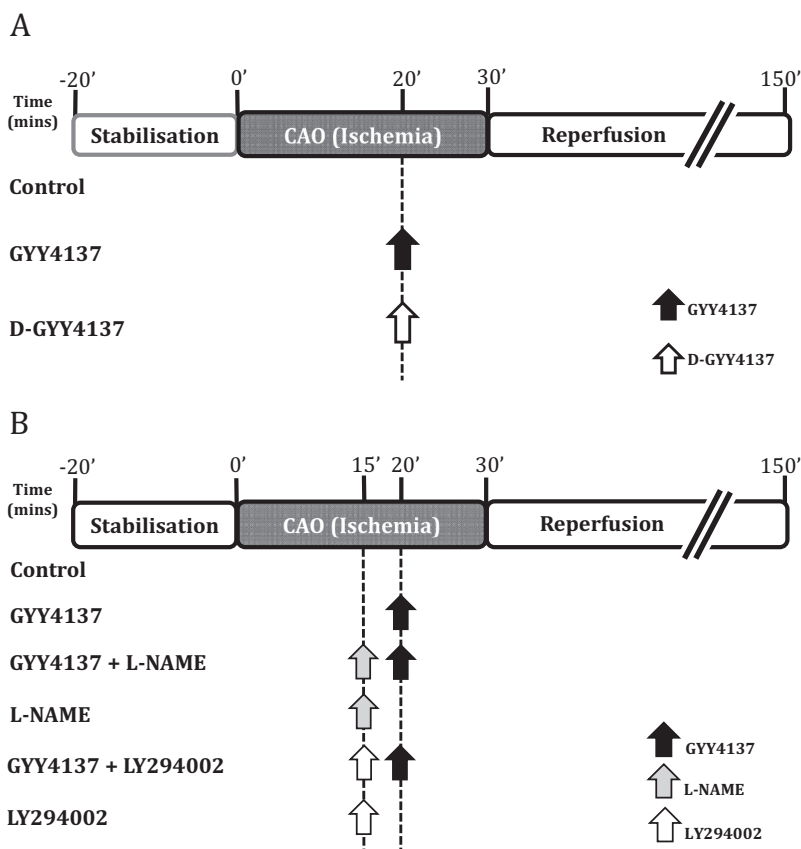 A
-20’ 0’ 20’ 30’ 150’
Time
(mins)
Stabilisation CAO (Ischemia) Reperfusion
Control
GYY4137
D-GYY4137
GYY4137
D-GYY4137
B
-20’ 0’ 15’ 20’ 30’ 150’
Time
(mins)
Stabilisation CAO (Ischemia) Reperfusion
Control
GYY4137
GYY4137 + L-NAME
L-NAME
GYY4137 + LY294002
LY294002
GYY4137
L-NAME
LY294002